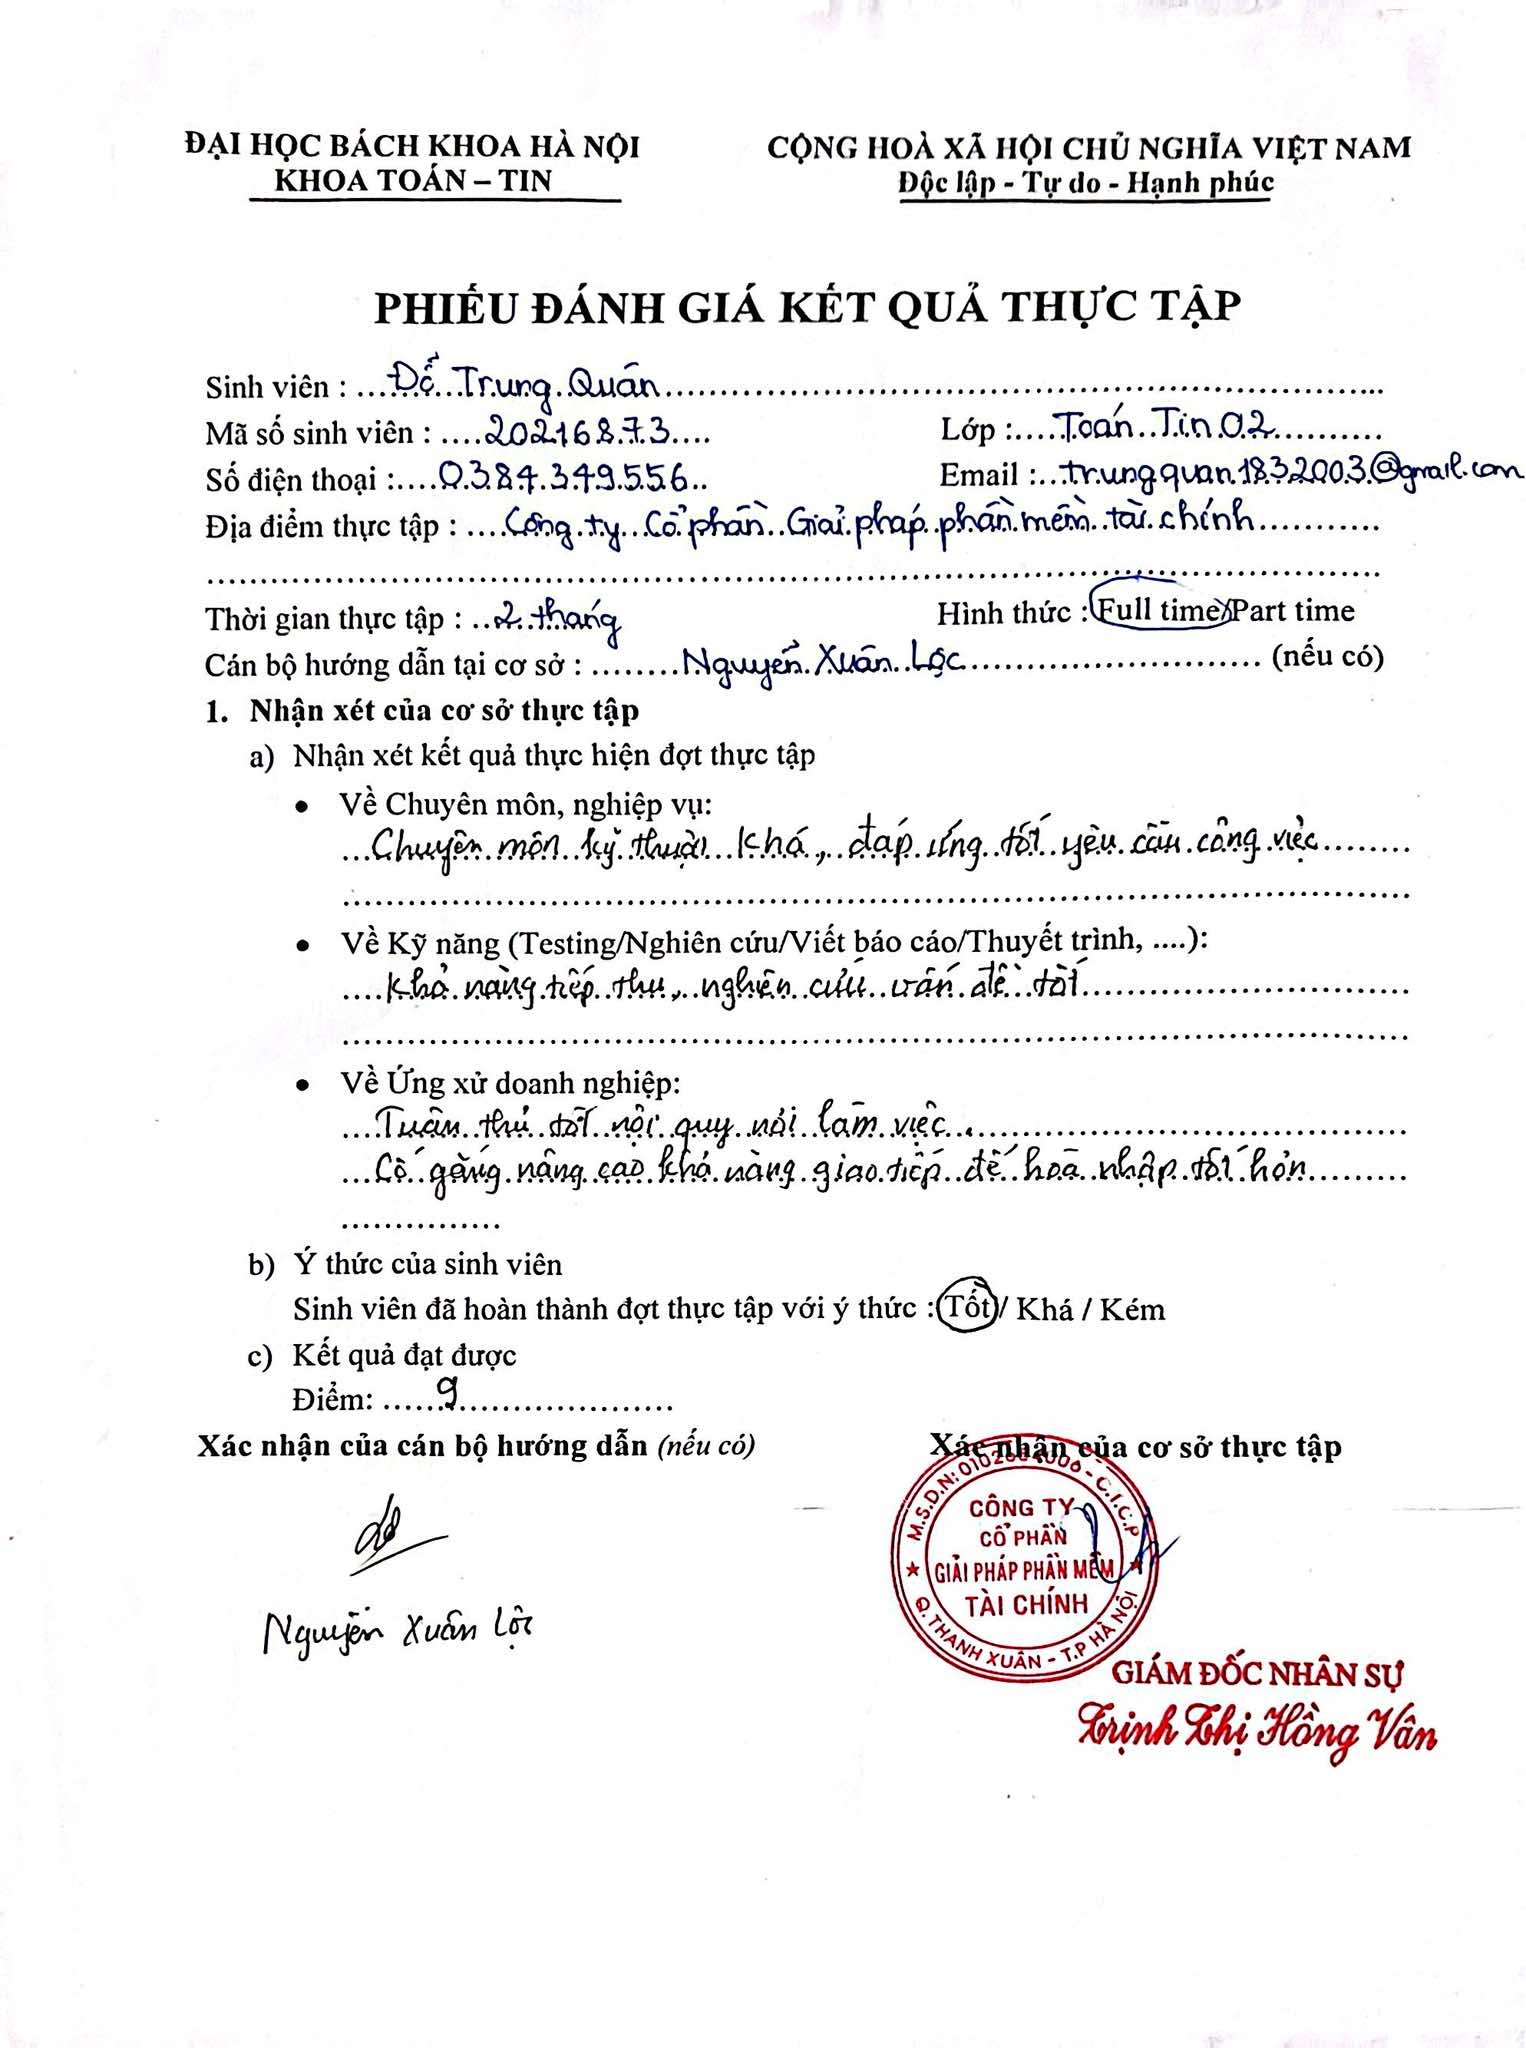 ĐẠI HỌC BÁCH KHOA HÀ NỘI
KHOA TOÁN – TIN
CỘNG HOÀ XÃ HỘI CHỦ NGHĨA VIỆT NAM
Độc lập - Tự do - Hạnh phúc
PHIẾU ĐÁNH GIÁ KẾT QUẢ THỰC TẬP
Sinh viên : Đỗ Trung Quân
Mã số sinh viên : 20216873 Lớp : Toán Tin 02
Số điện thoại : 0384349556 Email : trungquan1832003@gmail.com
Địa điểm thực tập : Công ty Cổ phần Giải pháp phần mềm tài chính
Thời gian thực tập : 2 tháng Hình thức : Full time/Part time
Cán bộ hướng dẫn tại cơ sở : Nguyễn Xuân Lộc (nếu có)
1. Nhận xét của cơ sở thực tập
a) Nhận xét kết quả thực hiện đợt thực tập
• Về Chuyên môn, nghiệp vụ:
Chuyên môn kỹ thuật khá, đáp ứng tốt yêu cầu công việc
• Về Kỹ năng (Testing/Nghiên cứu/Viết báo cáo/Thuyết trình, ....):
Khả năng tiếp thu, nghiên cứu vấn đề tốt
• Về Ứng xử doanh nghiệp:
Tuân thủ tốt nội quy nơi làm việc.
Cố gắng nâng cao khả năng giao tiếp để hoà nhập tốt hơn
b) Ý thức của sinh viên
Sinh viên đã hoàn thành đợt thực tập với ý thức : Tốt / Khá / Kém
c) Kết quả đạt được
Điểm: 9
Xác nhận của cán bộ hướng dẫn (nếu có)
Nguyễn Xuân Lộc
Xác nhận của cơ sở thực tập
M.S.D.N: - C.T.C.P
CÔNG TY
CỔ PHẦN
GIẢI PHÁP PHẦN MỀM
TÀI CHÍNH
Q. THANH XUÂN - T.P HÀ NỘI
GIÁM ĐỐC NHÂN SỰ
Trịnh Thị Hồng Vân